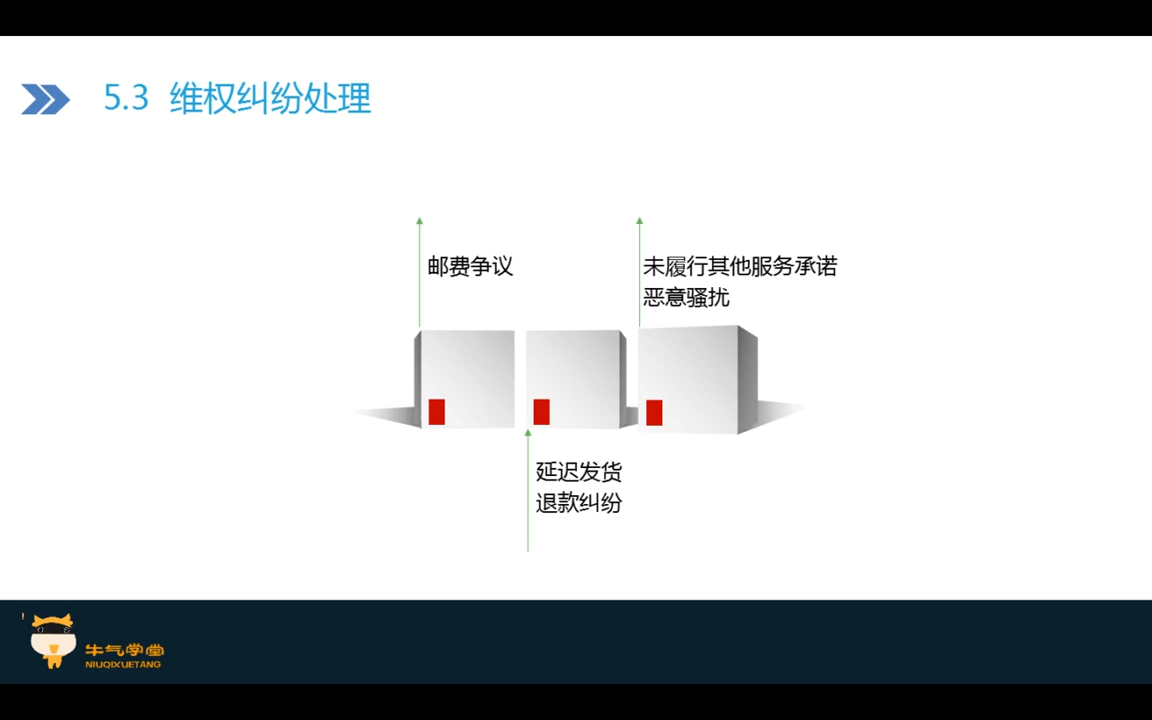 5.3 维权纠纷处理
邮费争议
未履行其他服务承诺
恶意骚扰
延迟发货
退款纠纷
牛气学堂
NIUQIXUETANG